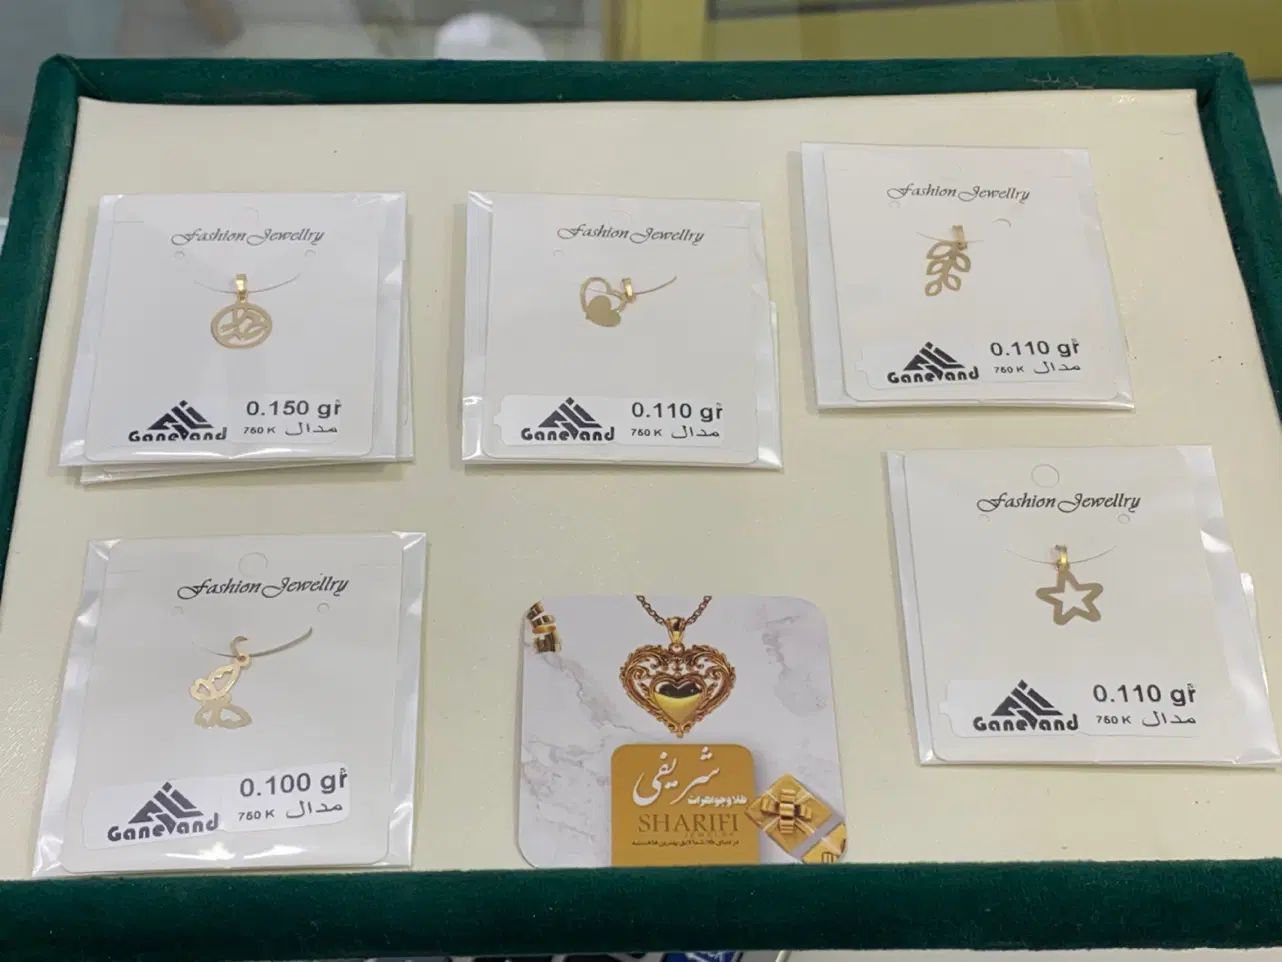 Fashion Jewellry
0.150 gr
Ganevand
750 K مدال
Fashion Jewellry
0.110 gr
Ganevand
750 K مدال
Fashion Jewellry
0.110 gr
Ganevand
750 K مدال
Fashion Jewellry
0.100 gr
Ganevand
750 K مدال
شریفی
طلا و جواهرات
SHARIFI
JEWELRY
Fashion Jewellry
0.110 gr
Ganevand
750 K مدال